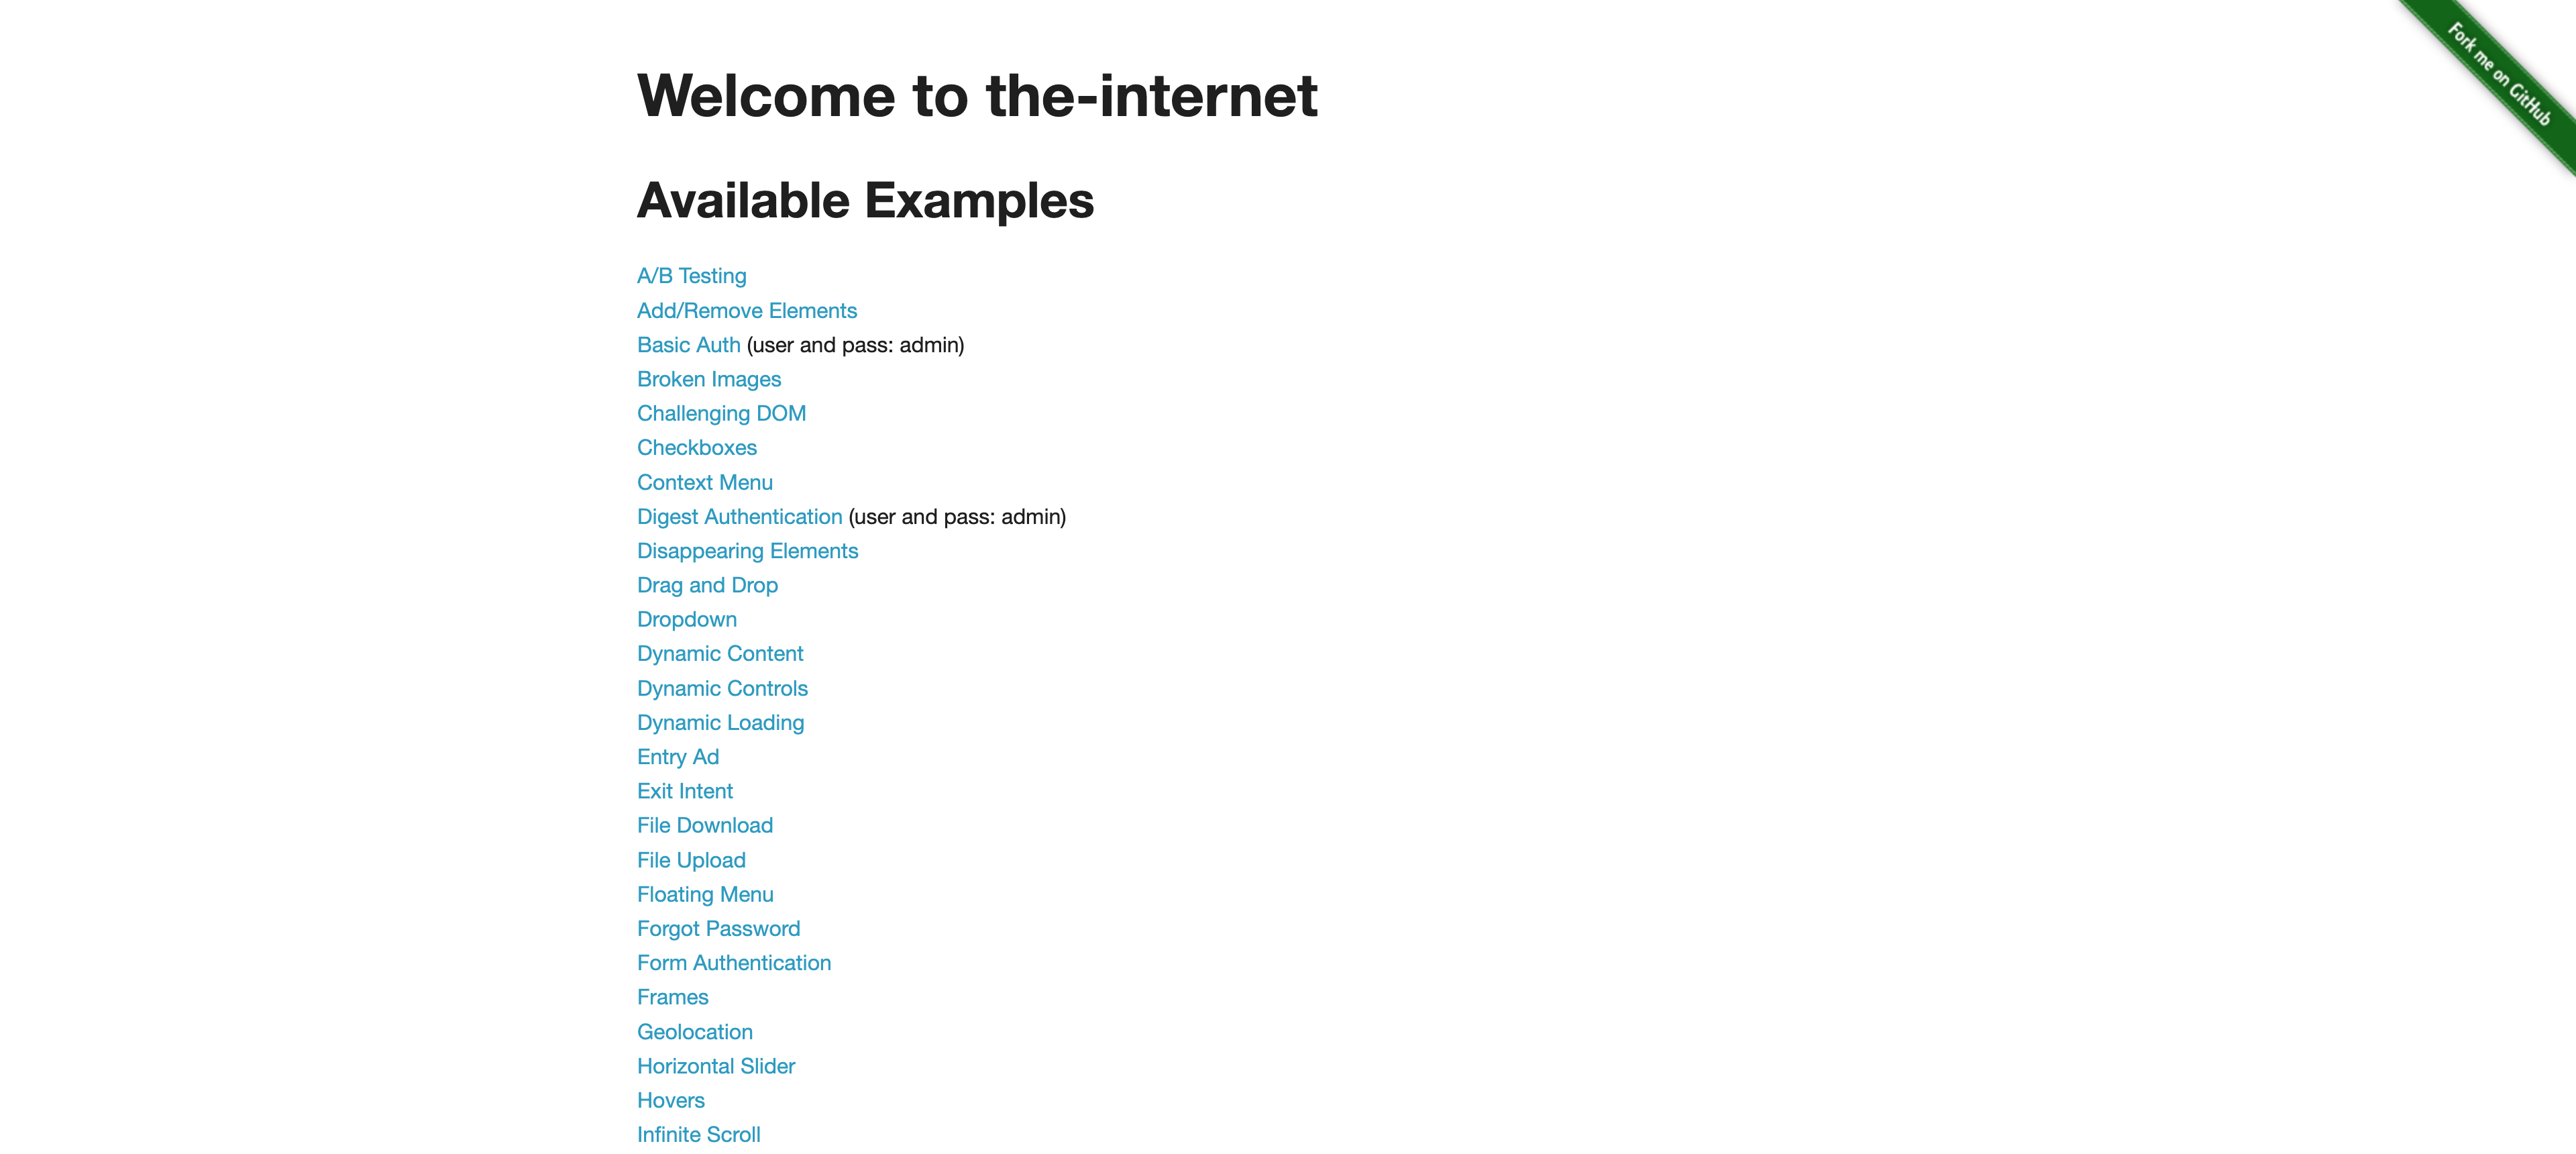 Fork me on GitHub
Welcome to the-internet
Available Examples
A/B Testing
Add/Remove Elements
Basic Auth (user and pass: admin)
Broken Images
Challenging DOM
Checkboxes
Context Menu
Digest Authentication (user and pass: admin)
Disappearing Elements
Drag and Drop
Dropdown
Dynamic Content
Dynamic Controls
Dynamic Loading
Entry Ad
Exit Intent
File Download
File Upload
Floating Menu
Forgot Password
Form Authentication
Frames
Geolocation
Horizontal Slider
Hovers
Infinite Scroll